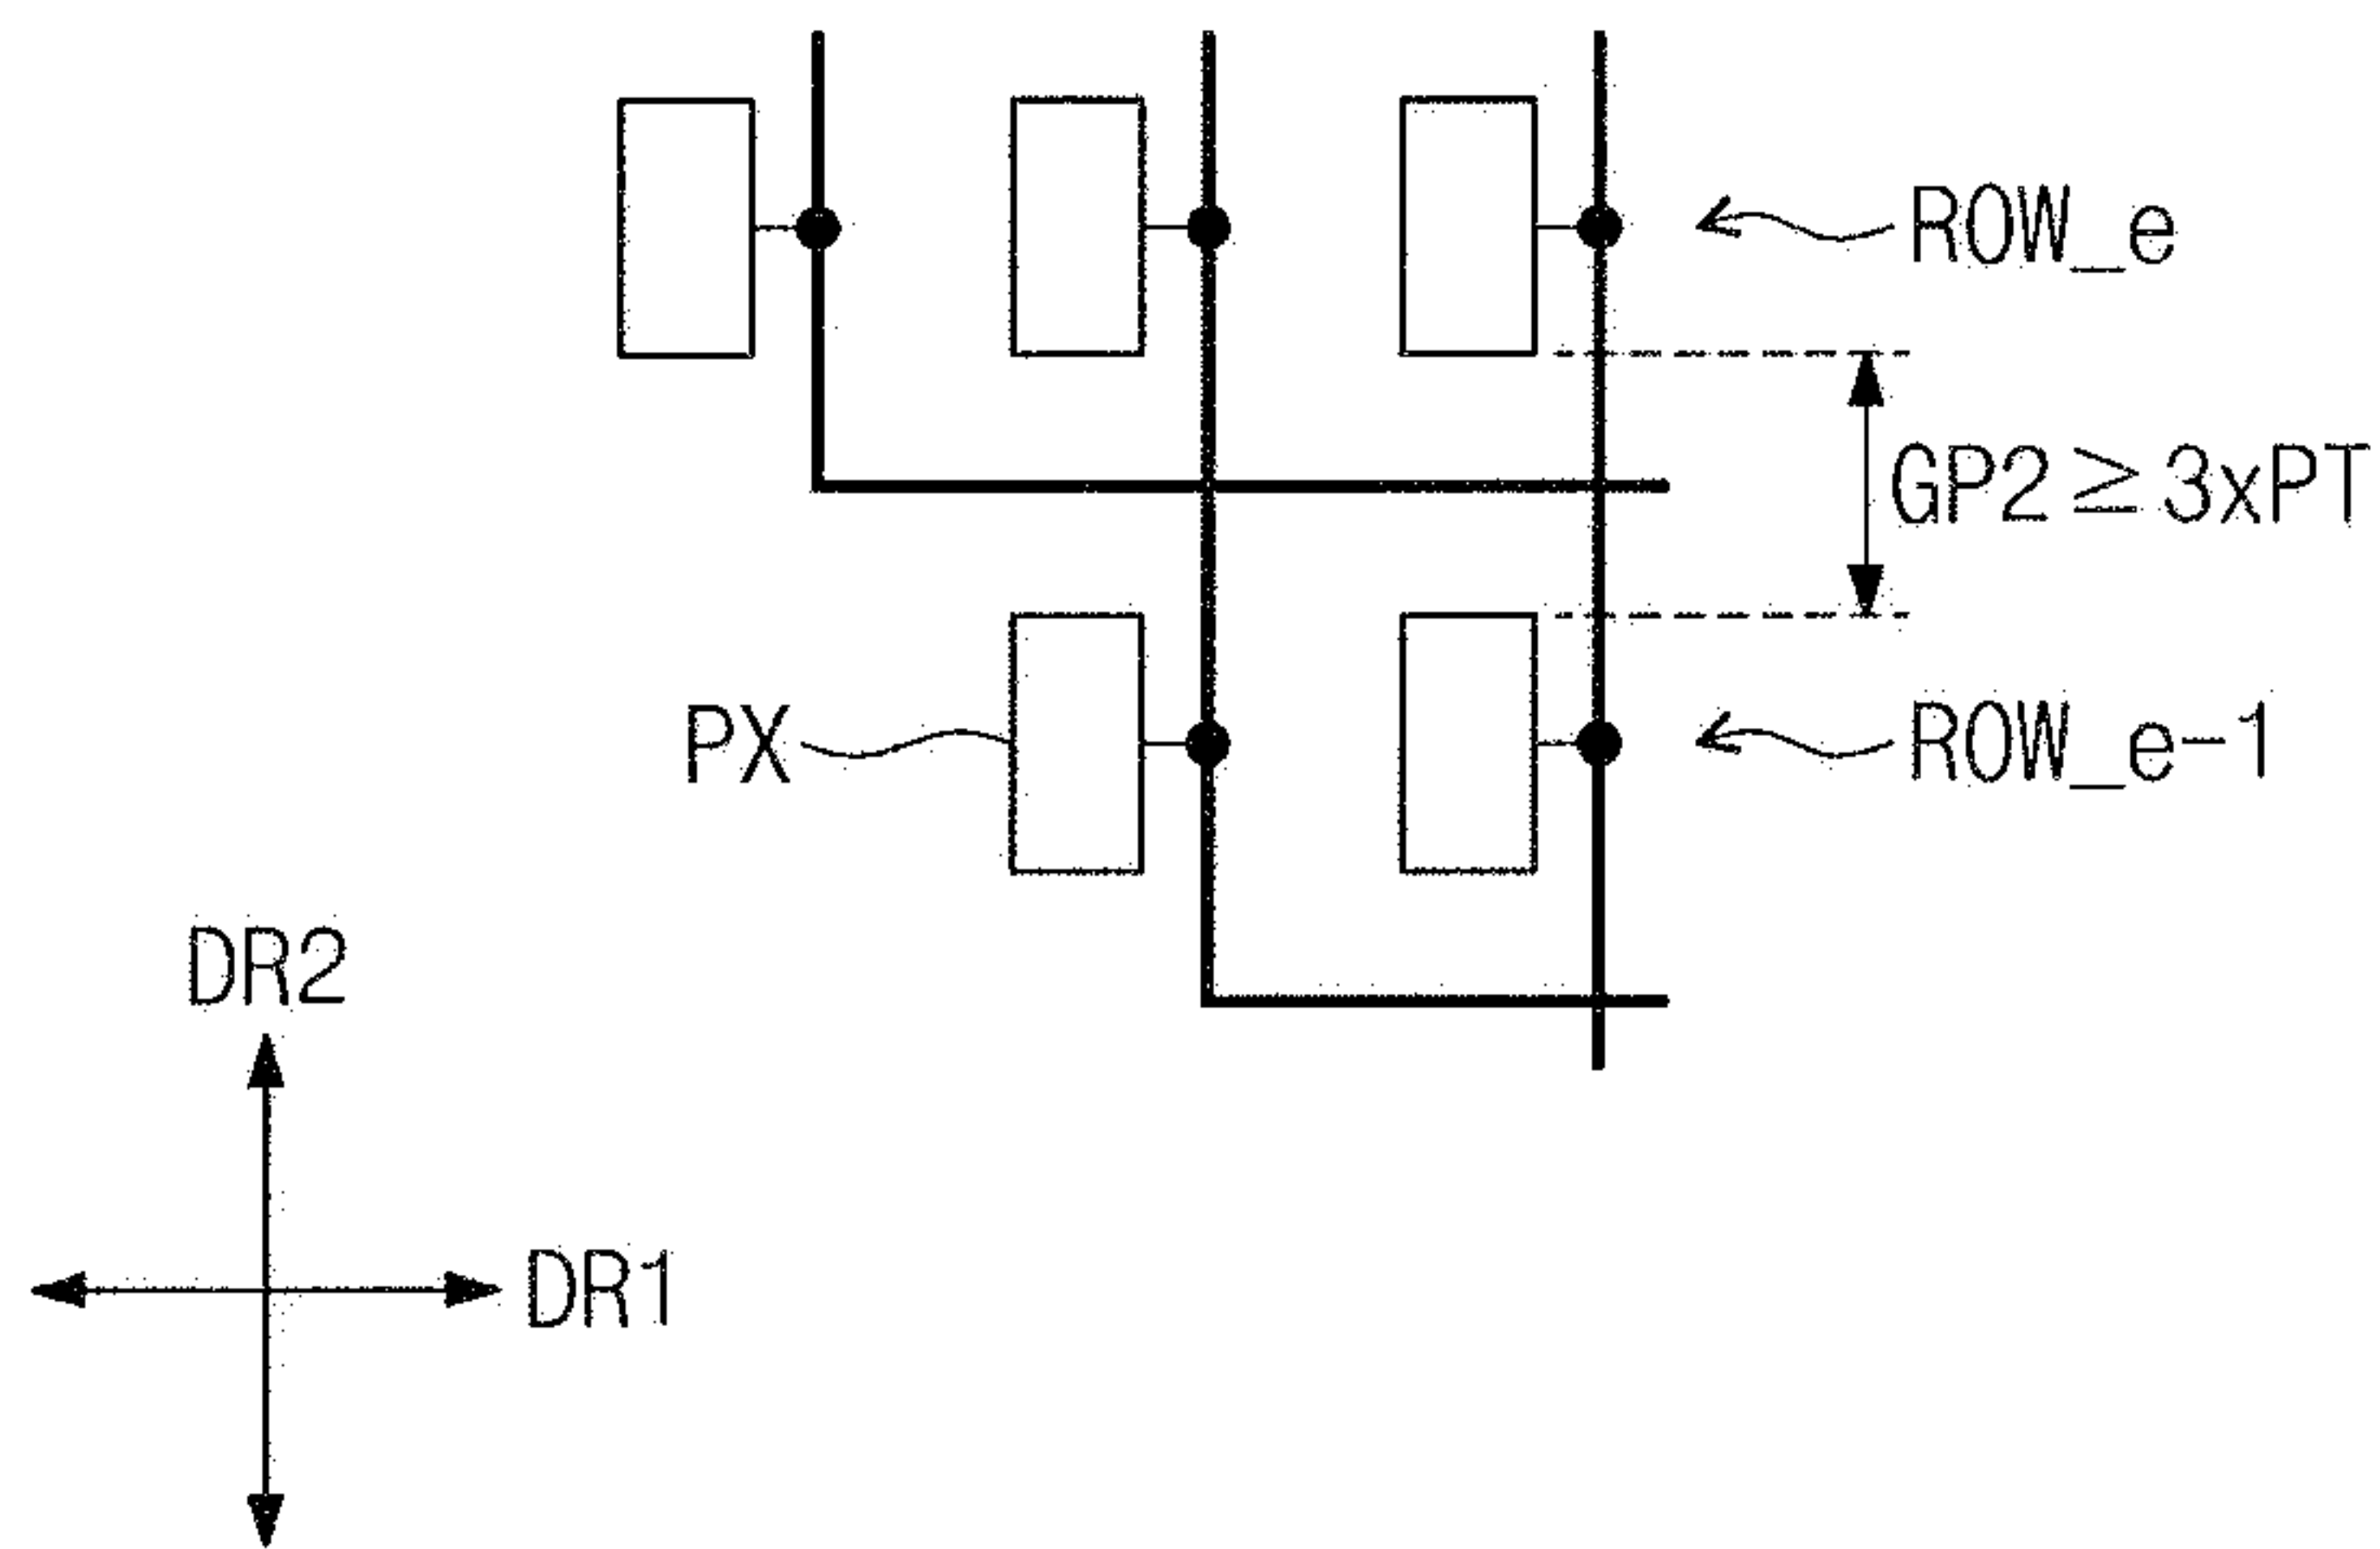 ROW_e
GP2 ≥ 3xPT
PX
ROW_e-1
DR2
DR1